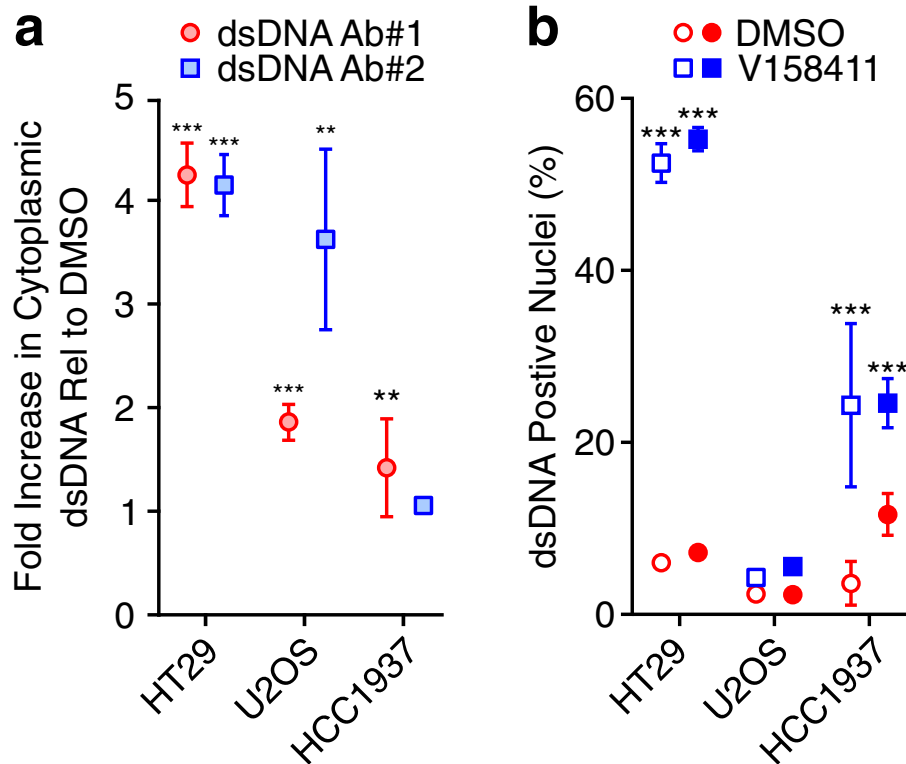 a
dsDNA Ab#1
dsDNA Ab#2
Fold Increase in Cytoplasmic
dsDNA Rel to DMSO
5
4
3
2
1
0
***
***
**
***
**
HT29
U2OS
HCC1937
b
DMSO
V158411
dsDNA Postive Nuclei (%)
60
40
20
0
***
***
***
***
HT29
U2OS
HCC1937